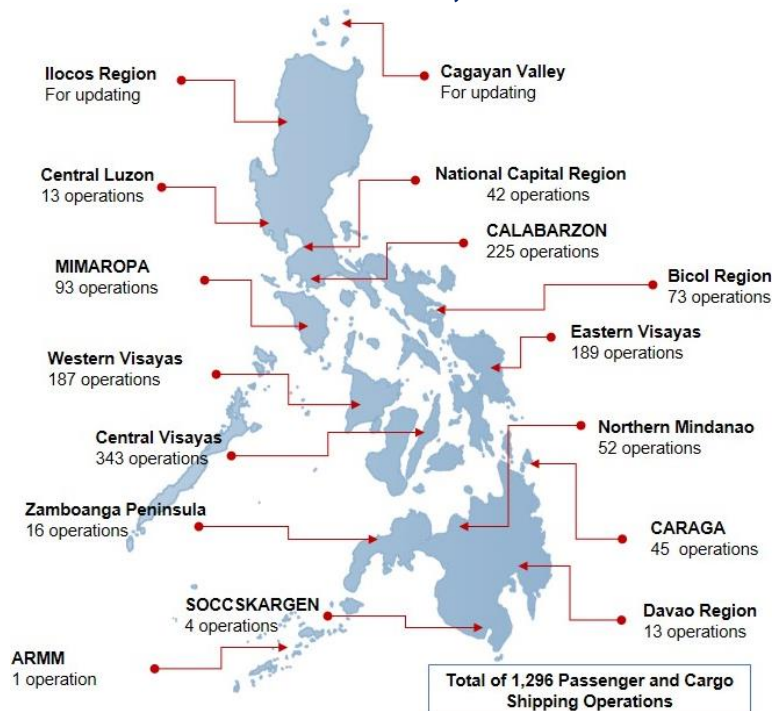 Ilocos Region
For updating
Cagayan Valley
For updating
Central Luzon
13 operations
National Capital Region
42 operations
CALABARZON
225 operations
MIMAROPA
93 operations
Bicol Region
73 operations
Eastern Visayas
189 operations
Western Visayas
187 operations
Northern Mindanao
52 operations
Central Visayas
343 operations
Zamboanga Peninsula
16 operations
CARAGA
45 operations
SOCCSKARGEN
4 operations
Davao Region
13 operations
ARMM
1 operation
Total of 1,296 Passenger and Cargo
Shipping Operations